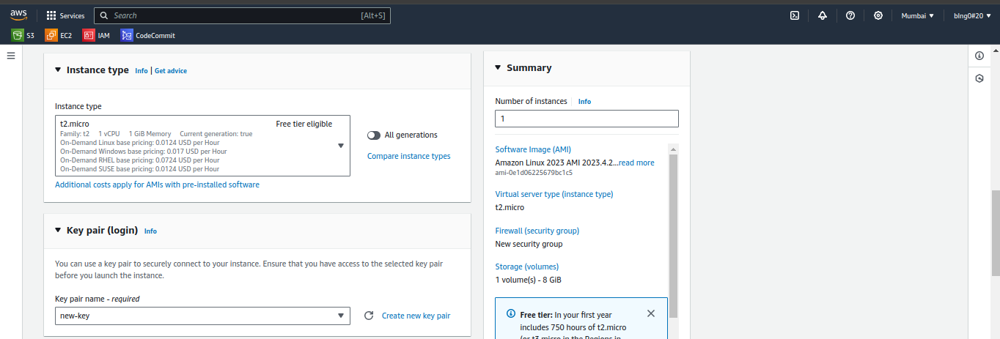 aws
Services
Search [Alt+S]
Mumbai
bIng0#20
S3
EC2
IAM
CodeCommit
Instance type Info | Get advice
Instance type
t2.micro Free tier eligible
Family: t2 1 vCPU 1 GiB Memory Current generation: true
On-Demand Linux base pricing: 0.0124 USD per Hour
On-Demand Windows base pricing: 0.017 USD per Hour
On-Demand RHEL base pricing: 0.0724 USD per Hour
On-Demand SUSE base pricing: 0.0124 USD per Hour
All generations
Compare instance types
Additional costs apply for AMIs with pre-installed software
Key pair (login) Info
You can use a key pair to securely connect to your instance. Ensure that you have access to the selected key pair
before you launch the instance.
Key pair name - required
new-key
Create new key pair
Summary
Number of instances Info
1
Software Image (AMI)
Amazon Linux 2023 AMI 2023.4.2...read more
ami-0e1d06225679bc1c5
Virtual server type (instance type)
t2.micro
Firewall (security group)
New security group
Storage (volumes)
1 volume(s) - 8 GiB
Free tier: In your first year
includes 750 hours of t2.micro
(or t3.micro in the Regions in